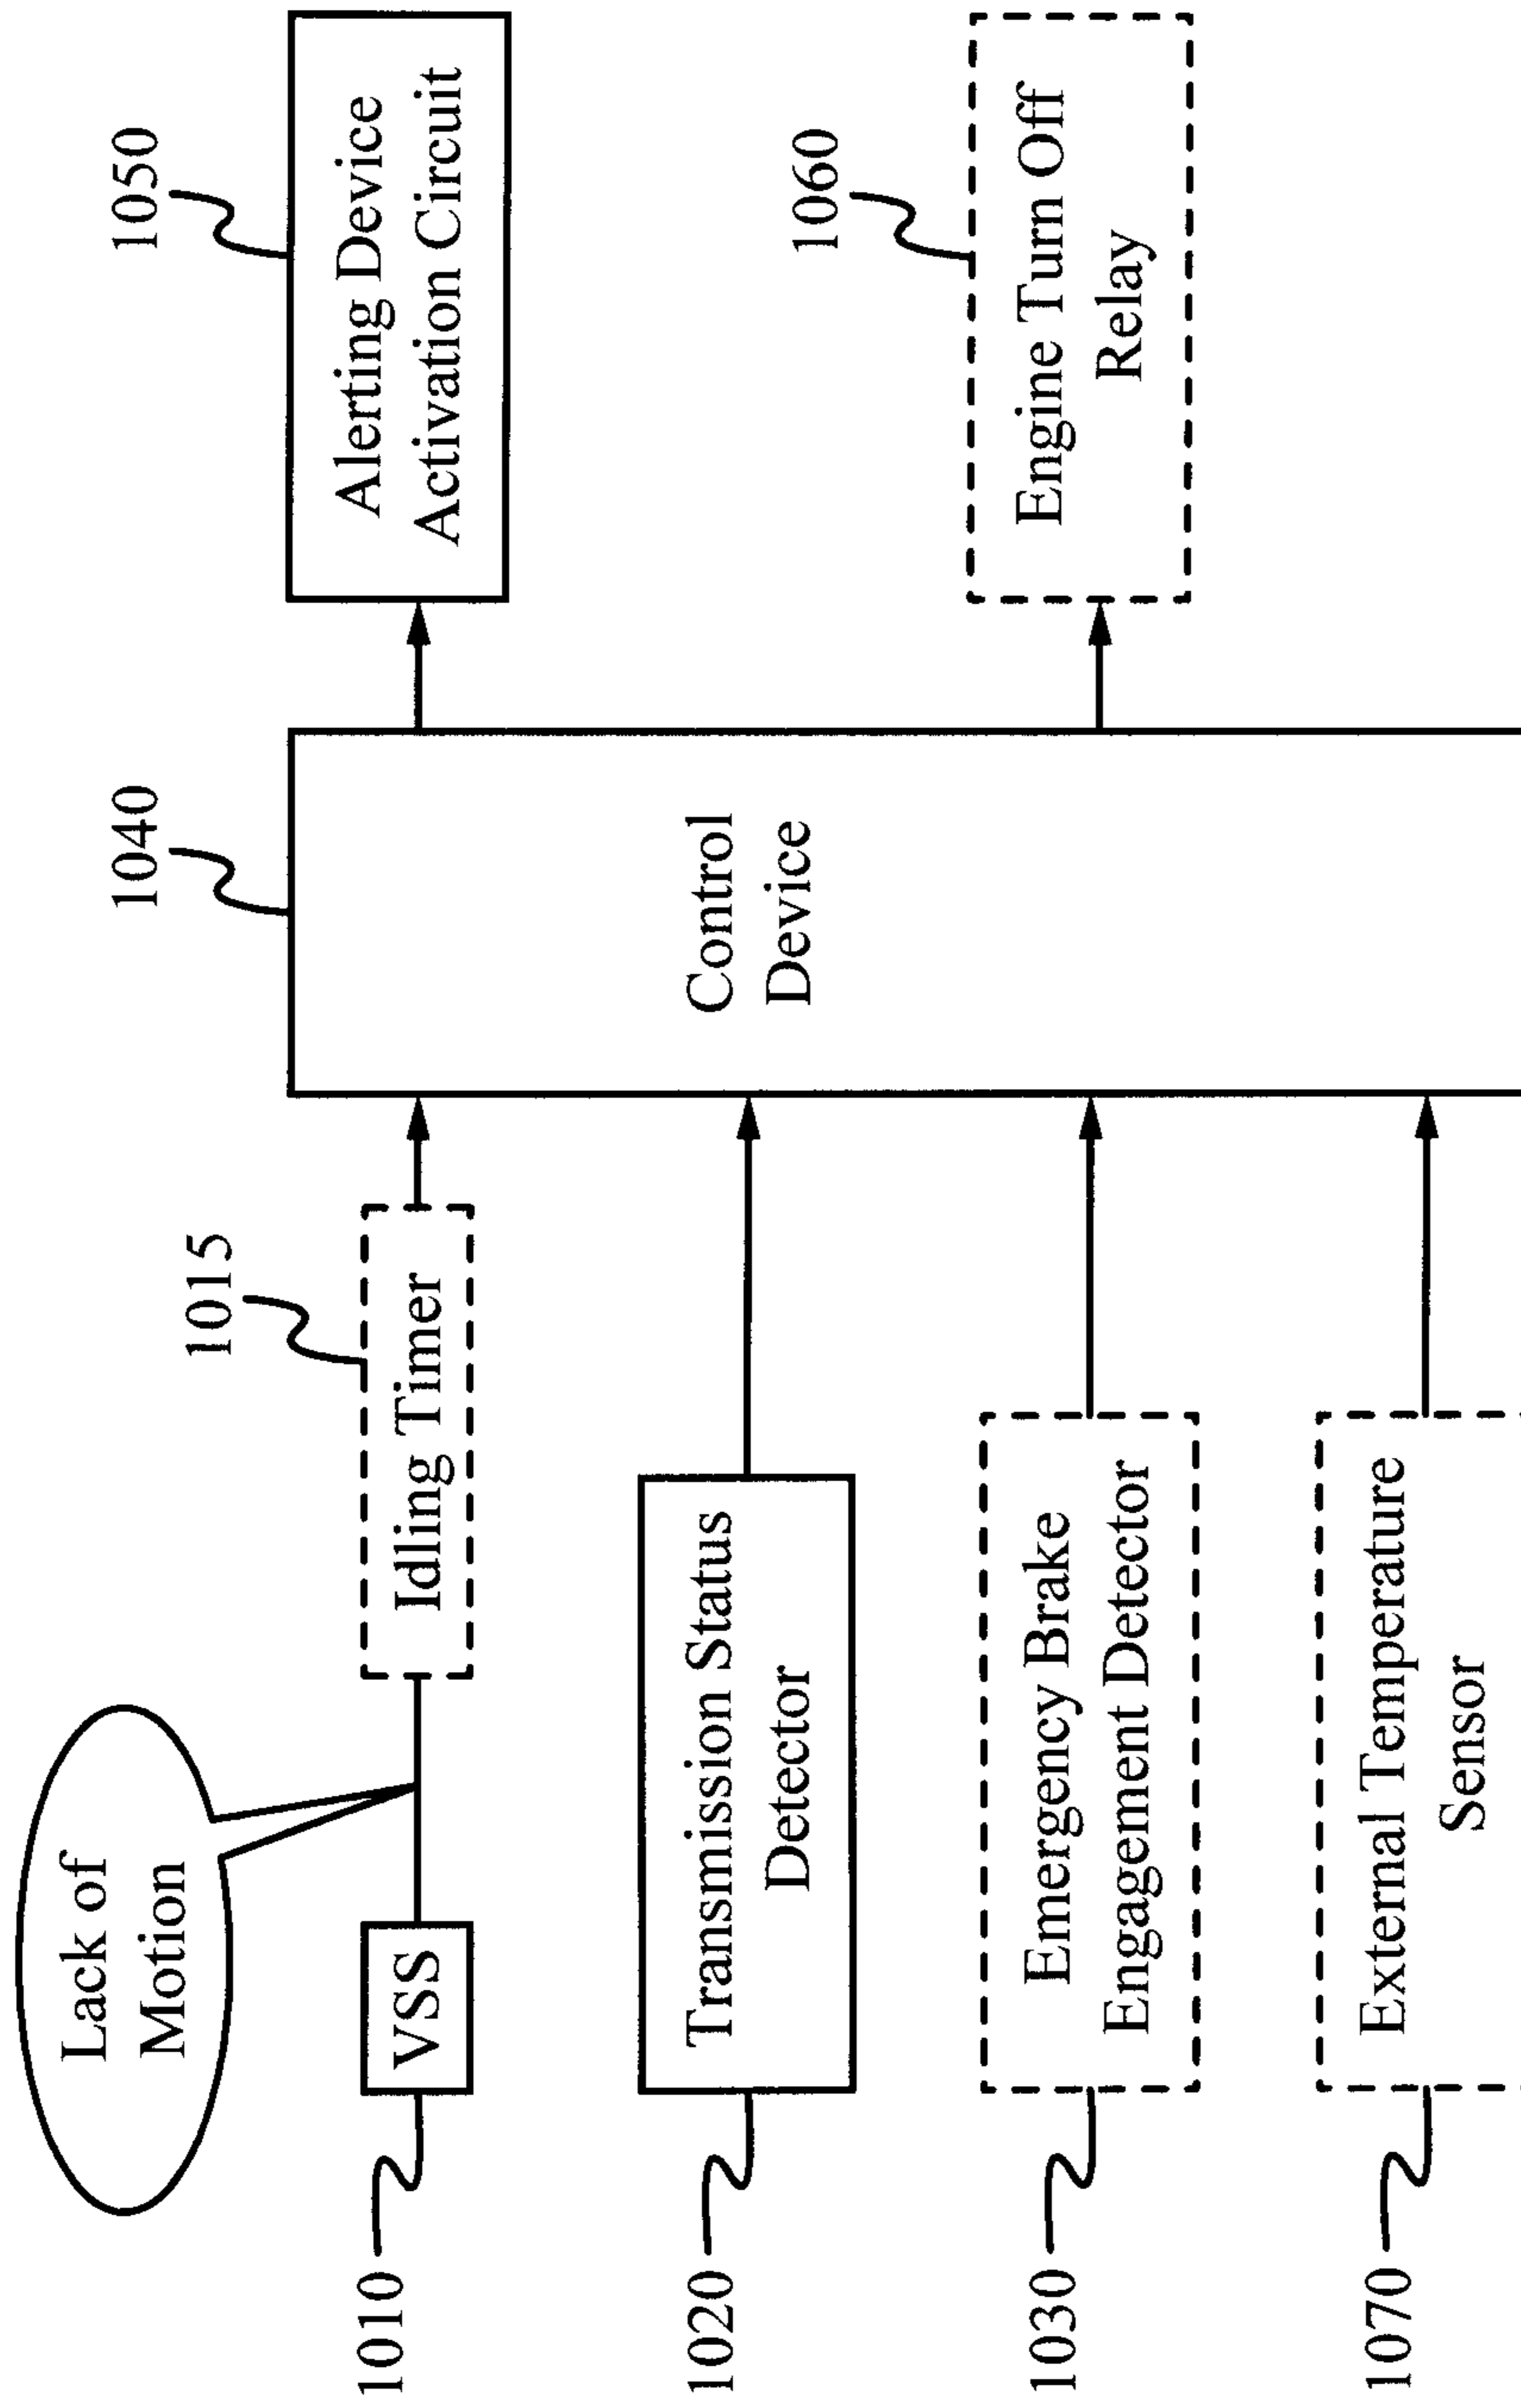 Lack of
Motion
1010
VSS
1015
Idling Timer
1040
Control
Device
1050
Alerting Device
Activation Circuit
1020
Transmission Status
Detector
1030
Emergency Brake
Engagement Detector
1060
Engine Turn Off
Relay
1070
External Temperature
Sensor